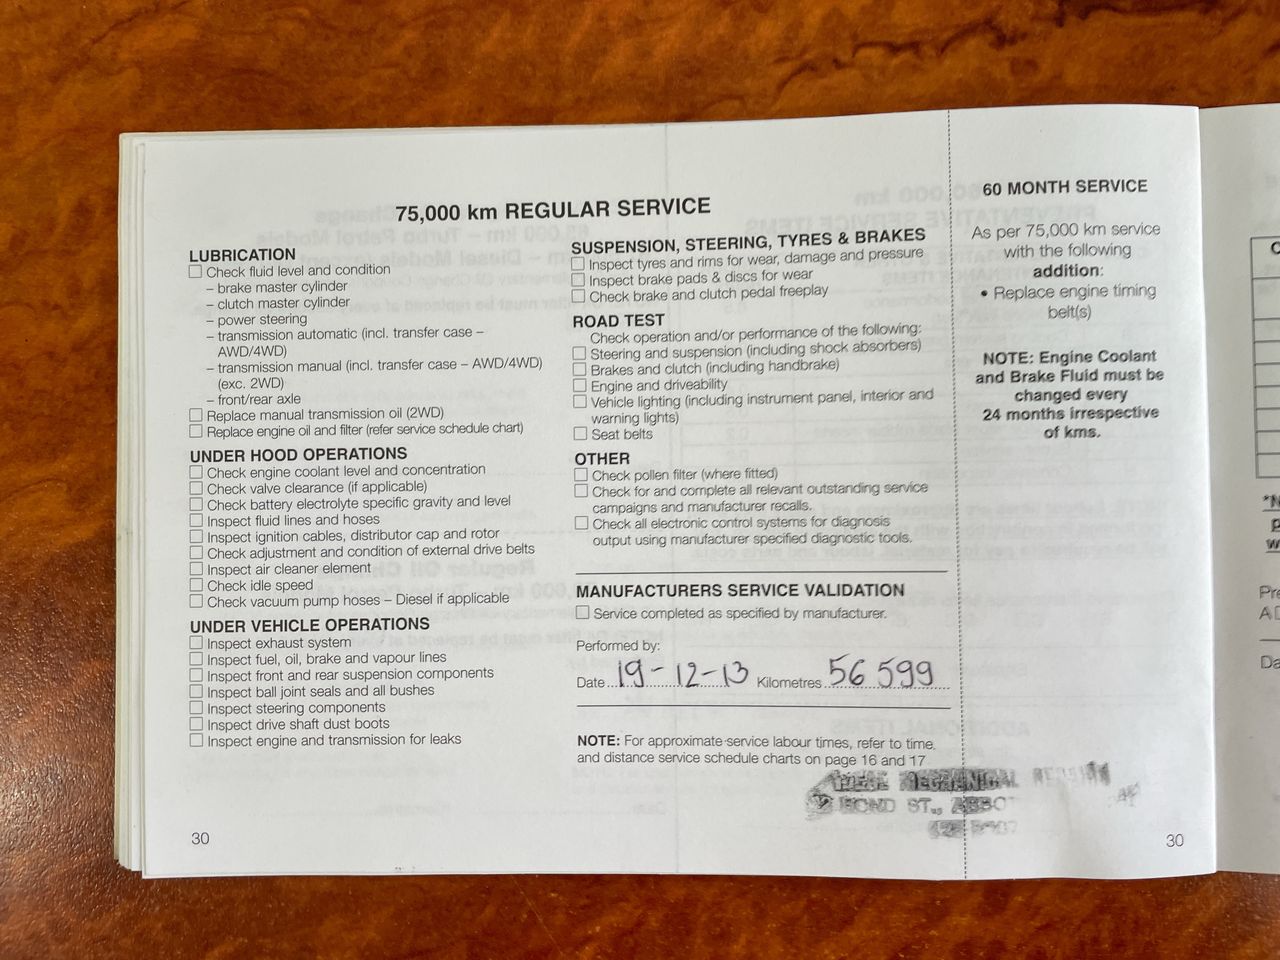 75,000 km REGULAR SERVICE
LUBRICATION
Check fluid level and condition
– brake master cylinder
– clutch master cylinder
– power steering
– transmission automatic (incl. transfer case –
AWD/4WD)
– transmission manual (incl. transfer case – AWD/4WD)
(exc. 2WD)
– front/rear axle
Replace manual transmission oil (2WD)
Replace engine oil and filter (refer service schedule chart)
UNDER HOOD OPERATIONS
Check engine coolant level and concentration
Check valve clearance (if applicable)
Check battery electrolyte specific gravity and level
Inspect fluid lines and hoses
Inspect ignition cables, distributor cap and rotor
Check adjustment and condition of external drive belts
Inspect air cleaner element
Check idle speed
Check vacuum pump hoses – Diesel if applicable
UNDER VEHICLE OPERATIONS
Inspect exhaust system
Inspect fuel, oil, brake and vapour lines
Inspect front and rear suspension components
Inspect ball joint seals and all bushes
Inspect steering components
Inspect drive shaft dust boots
Inspect engine and transmission for leaks
30
SUSPENSION, STEERING, TYRES & BRAKES
Inspect tyres and rims for wear, damage and pressure
Inspect brake pads & discs for wear
Check brake and clutch pedal freeplay
ROAD TEST
Check operation and/or performance of the following:
Steering and suspension (including shock absorbers)
Brakes and clutch (including handbrake)
Engine and driveability
Vehicle lighting (including instrument panel, interior and
warning lights)
Seat belts
OTHER
Check pollen filter (where fitted)
Check for and complete all relevant outstanding service
campaigns and manufacturer recalls.
Check all electronic control systems for diagnosis
output using manufacturer specified diagnostic tools.
MANUFACTURERS SERVICE VALIDATION
Service completed as specified by manufacturer.
Performed by:
Date 19-12-13 Kilometres 56 599
NOTE: For approximate service labour times, refer to time
and distance service schedule charts on page 16 and 17
MECHANICAL
BOND ST.,
60 MONTH SERVICE
As per 75,000 km service
with the following
addition:
• Replace engine timing
belt(s)
NOTE: Engine Coolant
and Brake Fluid must be
changed every
24 months irrespective
of kms.
30